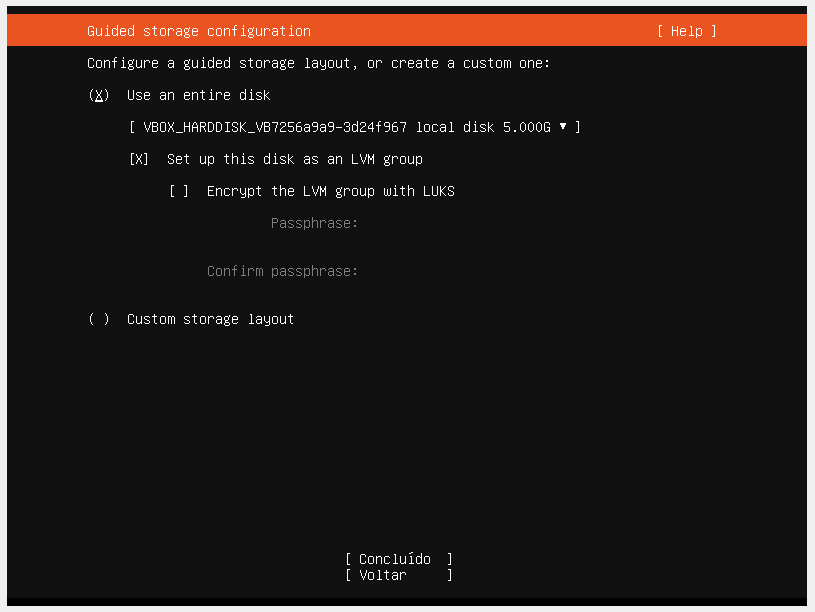 Guided storage configuration [ Help ]
Configure a guided storage layout, or create a custom one:
(X) Use an entire disk
[ VBOX_HARDDISK_VB7256a9a9-3d24f967 local disk 5.000G ▾ ]
[X] Set up this disk as an LVM group
[ ] Encrypt the LVM group with LUKS
Passphrase:
Confirm passphrase:
( ) Custom storage layout
[ Concluído ]
[ Voltar ]